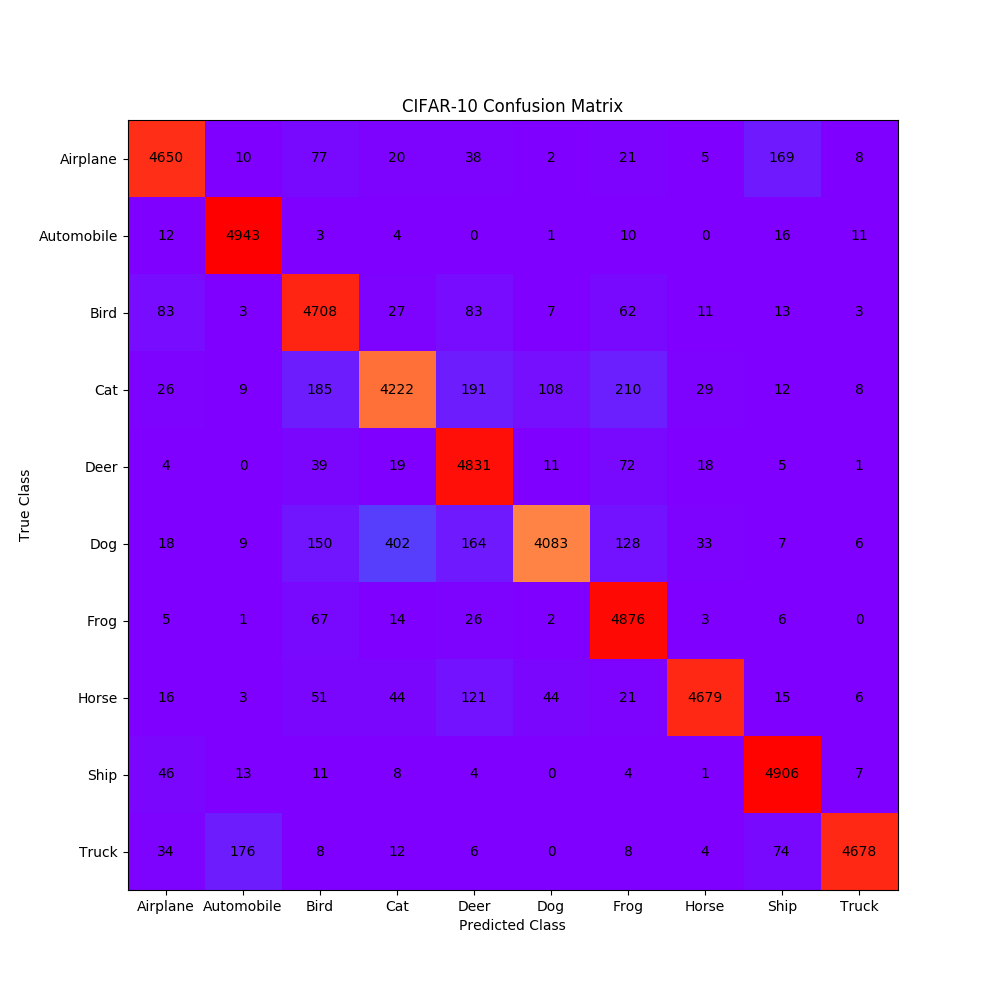 CIFAR-10 Confusion Matrix
Airplane 4650 10 77 20 38 2 21 5 169 8
Automobile 12 4943 3 4 0 1 10 0 16 11
Bird 83 3 4708 27 83 7 62 11 13 3
Cat 26 9 185 4222 191 108 210 29 12 8
Deer 4 0 39 19 4831 11 72 18 5 1
True Class
Dog 18 9 150 402 164 4083 128 33 7 6
Frog 5 1 67 14 26 2 4876 3 6 0
Horse 16 3 51 44 121 44 21 4679 15 6
Ship 46 13 11 8 4 0 4 1 4906 7
Truck 34 176 8 12 6 0 8 4 74 4678
Airplane Automobile Bird Cat Deer Dog Frog Horse Ship Truck
Predicted Class